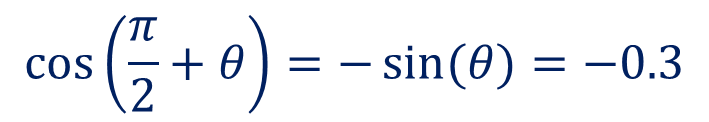 cos(π/2 + θ) = − sin(θ) = −0.3